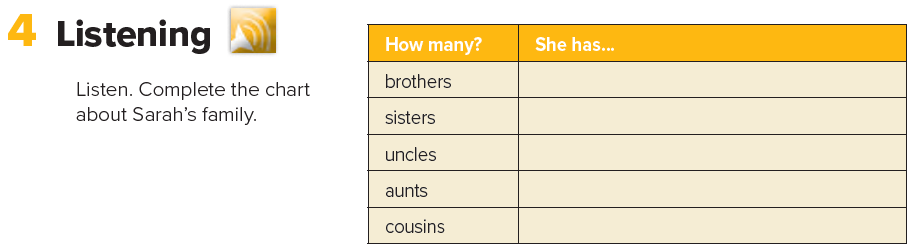 4 Listening
Listen. Complete the chart
about Sarah's family.
How many? She has...
brothers
sisters
uncles
aunts
cousins